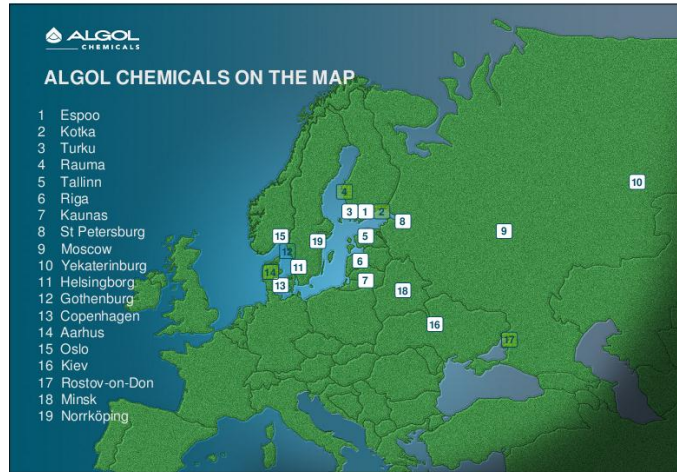 ALGOL
CHEMICALS
ALGOL CHEMICALS ON THE MAP
1 Espoo
2 Kotka
3 Turku
4 Rauma
5 Tallinn
6 Riga
7 Kaunas
8 St Petersburg
9 Moscow
10 Yekaterinburg
11 Helsingborg
12 Gothenburg
13 Copenhagen
14 Aarhus
15 Oslo
16 Kiev
17 Rostov-on-Don
18 Minsk
19 Norrköping
10
4
3 1 2
8
9
15 19 5
12
6
14 11
13 7
18
16
17